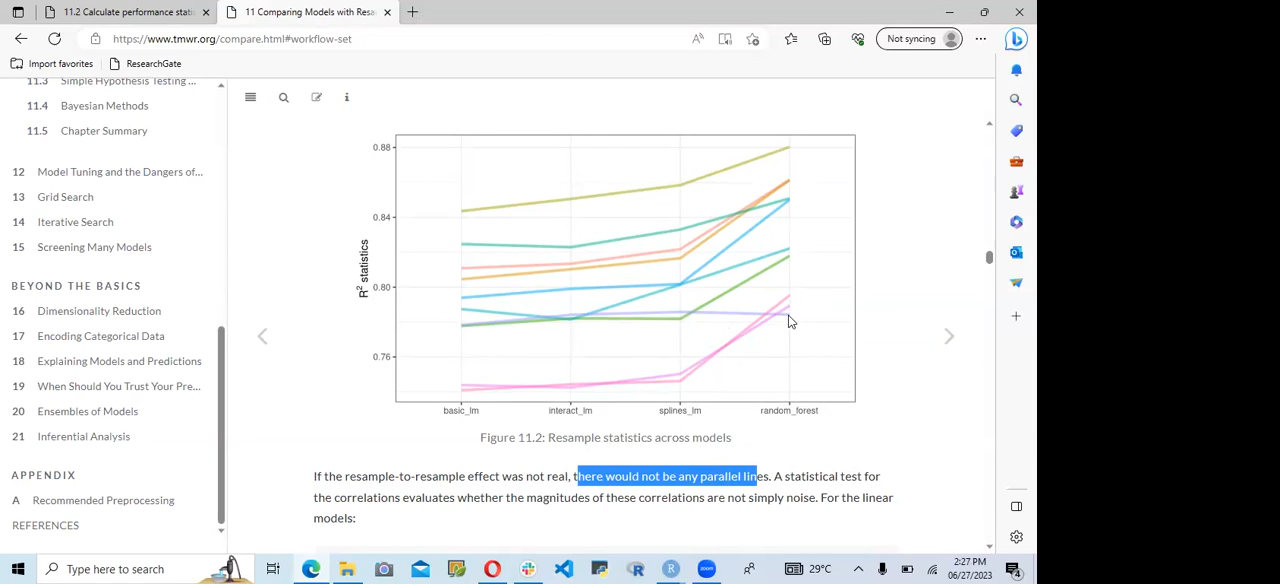 11.2 Calculate performance statis
11 Comparing Models with Resa
https://www.tmwr.org/compare.html#workflow-set
Not syncing
Import favorites
ResearchGate
11.3 Simple Hypothesis Testing ...
11.4 Bayesian Methods
11.5 Chapter Summary
12 Model Tuning and the Dangers of...
13 Grid Search
14 Iterative Search
15 Screening Many Models
BEYOND THE BASICS
16 Dimensionality Reduction
17 Encoding Categorical Data
18 Explaining Models and Predictions
19 When Should You Trust Your Pre...
20 Ensembles of Models
21 Inferential Analysis
APPENDIX
A Recommended Preprocessing
REFERENCES
0.88
0.84
0.80
0.76
R² statistics
basic_lm interact_lm splines_lm random_forest
Figure 11.2: Resample statistics across models
If the resample-to-resample effect was not real, there would not be any parallel lines. A statistical test for
the correlations evaluates whether the magnitudes of these correlations are not simply noise. For the linear
models:
Type here to search
zoom
29°C
2:27 PM
06/27/2023
4